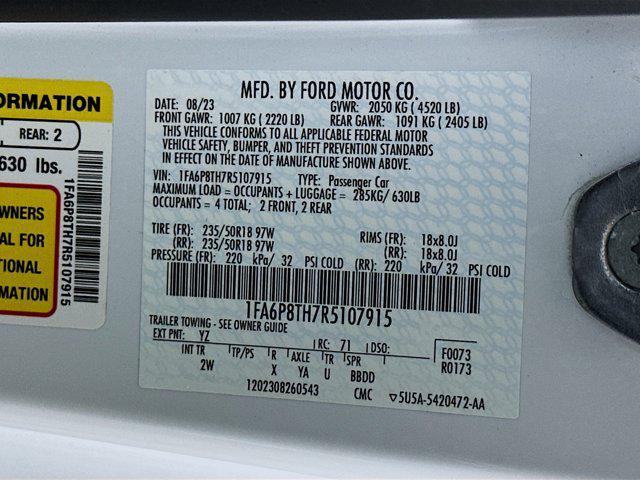 ORMATION
REAR: 2
630 lbs.
WNERS
AL FOR
TIONAL
RMATION
1FA6P8TH7R5107915
MFD. BY FORD MOTOR CO.
DATE: 08/23 GVWR: 2050 KG ( 4520 LB)
FRONT GAWR: 1007 KG ( 2220 LB) REAR GAWR: 1091 KG ( 2405 LB)
THIS VEHICLE CONFORMS TO ALL APPLICABLE FEDERAL MOTOR
VEHICLE SAFETY, BUMPER, AND THEFT PREVENTION STANDARDS
IN EFFECT ON THE DATE OF MANUFACTURE SHOWN ABOVE.
VIN: 1FA6P8TH7R5107915 TYPE: Passenger Car
MAXIMUM LOAD = OCCUPANTS + LUGGAGE = 285KG/ 630LB
OCCUPANTS = 4 TOTAL; 2 FRONT, 2 REAR
TIRE (FR): 235/50R18 97W RIMS (FR): 18x8.0J
(RR): 235/50R18 97W (RR): 18x8.0J
PRESSURE (FR): 220 kPa/ 32 PSI COLD (RR): 220 kPa/ 32 PSI COLD
1FA6P8TH7R5107915
TRAILER TOWING - SEE OWNER GUIDE
EXT PNT: YZ RC: 71 DSO: F0073
INT TR TP/PS R AXLE TR SPR R0173
2W X YA U BBDD
1202308260543 CMC ▽5U5A-5420472-AA